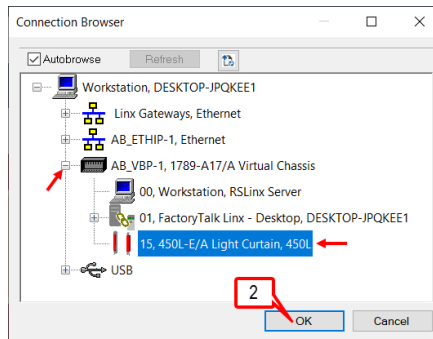 Connection Browser
Autobrowse Refresh
Workstation, DESKTOP-JPQKEE1
Linx Gateways, Ethernet
AB_ETHIP-1, Ethernet
AB_VBP-1, 1789-A17/A Virtual Chassis
00, Workstation, RSLinx Server
01, FactoryTalk Linx - Desktop, DESKTOP-JPQKEE1
15, 450L-E/A Light Curtain, 450L
USB
2
OK Cancel